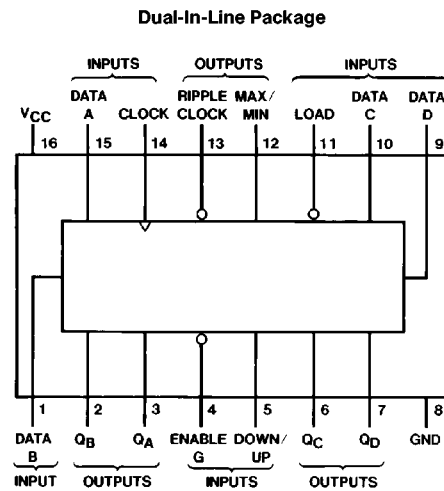 Dual-In-Line Package
INPUTS OUTPUTS INPUTS
DATA RIPPLE MAX/ DATA DATA
VCC A CLOCK CLOCK MIN LOAD C D
16 15 14 13 12 11 10 9
1 2 3 4 5 6 7 8
DATA QB QA ENABLE DOWN/ QC QD GND
B G UP
INPUT OUTPUTS INPUTS OUTPUTS